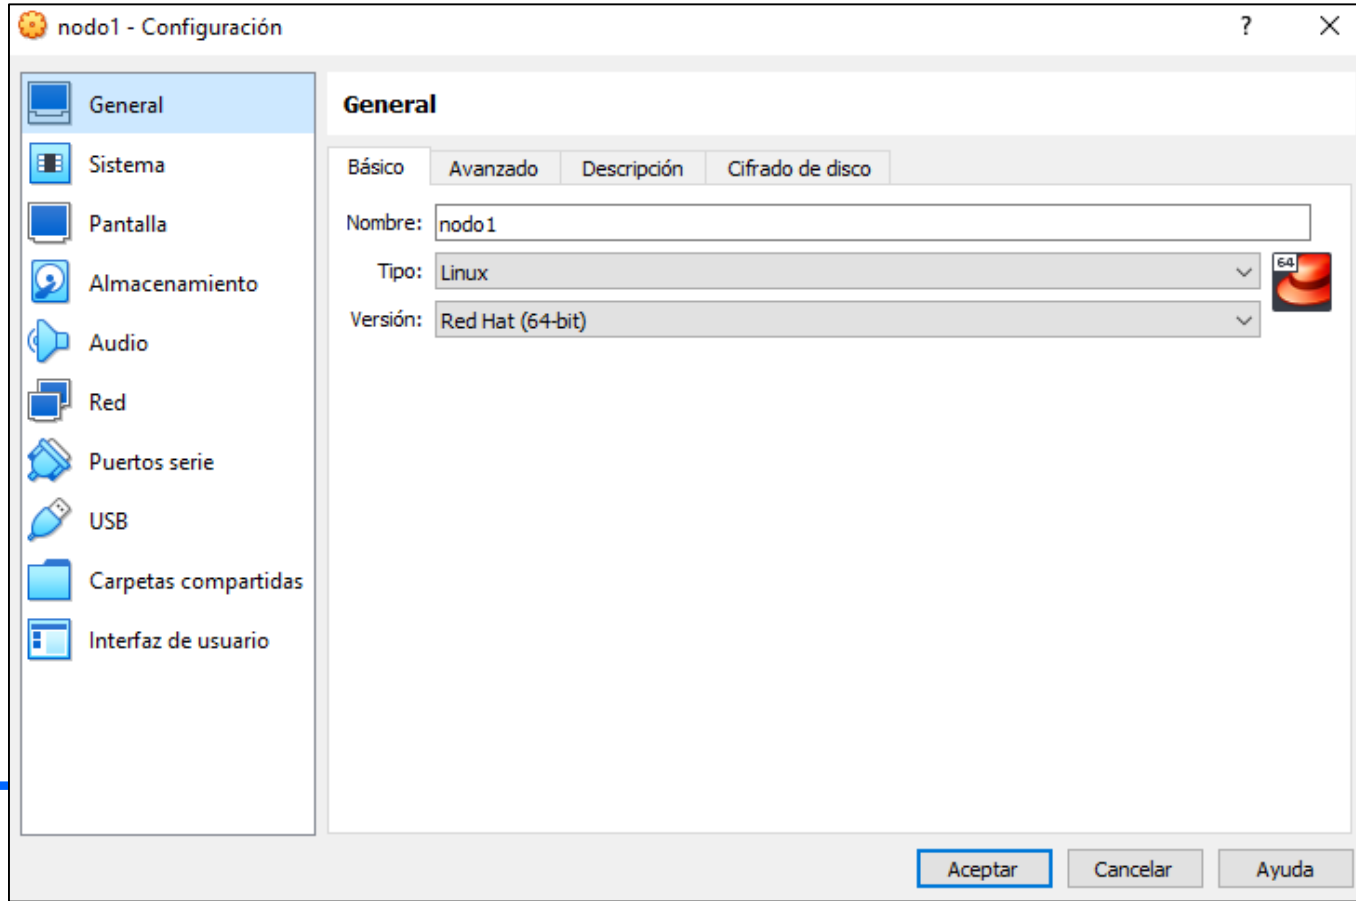 nodo1 - Configuración
?
General
Sistema
Pantalla
Almacenamiento
Audio
Red
Puertos serie
USB
Carpetas compartidas
Interfaz de usuario
General
Básico Avanzado Descripción Cifrado de disco
Nombre: nodo1
Tipo: Linux
64
Versión: Red Hat (64-bit)
Aceptar Cancelar Ayuda